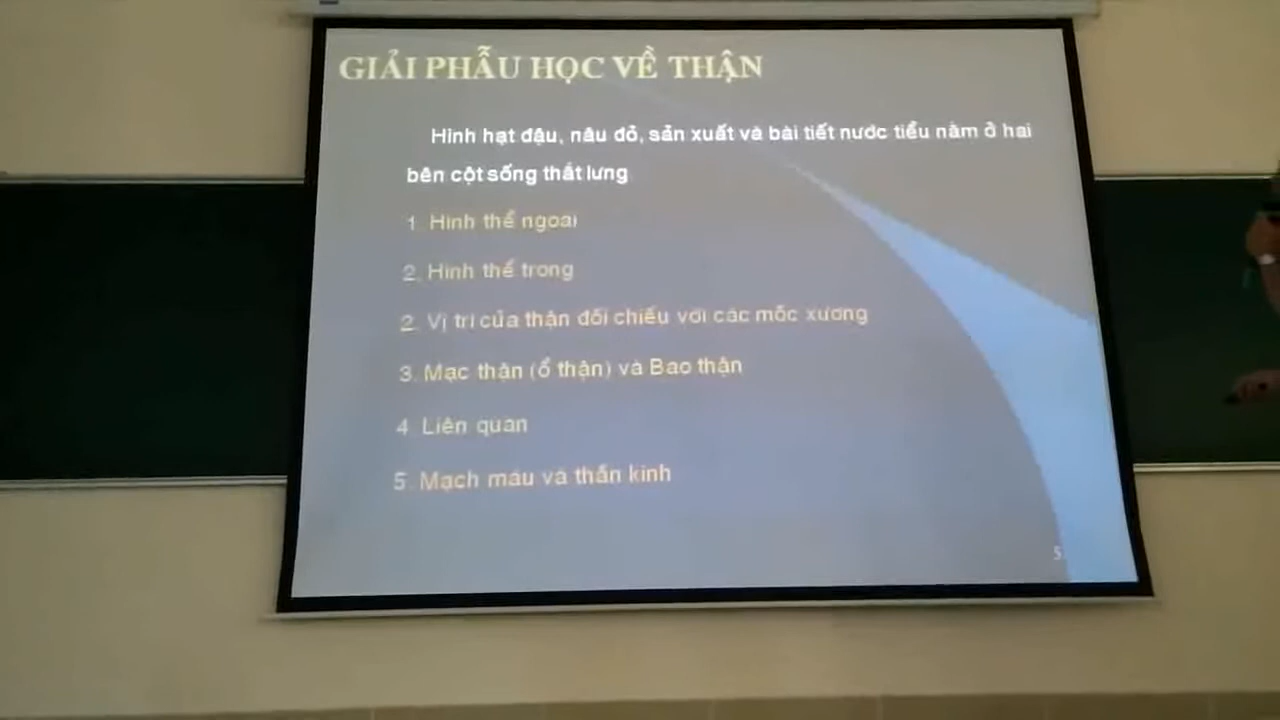 GIẢI PHẪU HỌC VỀ THẬN
Hình hạt đậu, nâu đỏ, sản xuất và bài tiết nước tiểu nằm ở hai
bên cột sống thắt lưng
1. Hình thể ngoài
2. Hình thể trong
2. Vị trí của thận đối chiếu với các mốc xương
3. Mạc thận (ổ thận) và Bao thận
4. Liên quan
5. Mạch máu và thần kinh
5